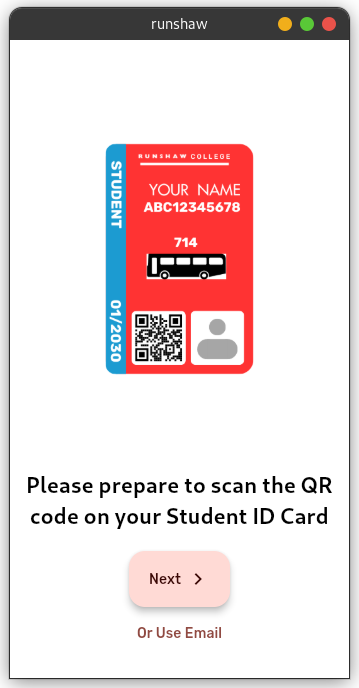 runshaw
RUNSHAW COLLEGE
STUDENT
YOUR NAME
ABC12345678
714
01/2030
Please prepare to scan the QR
code on your Student ID Card
Next
Or Use Email